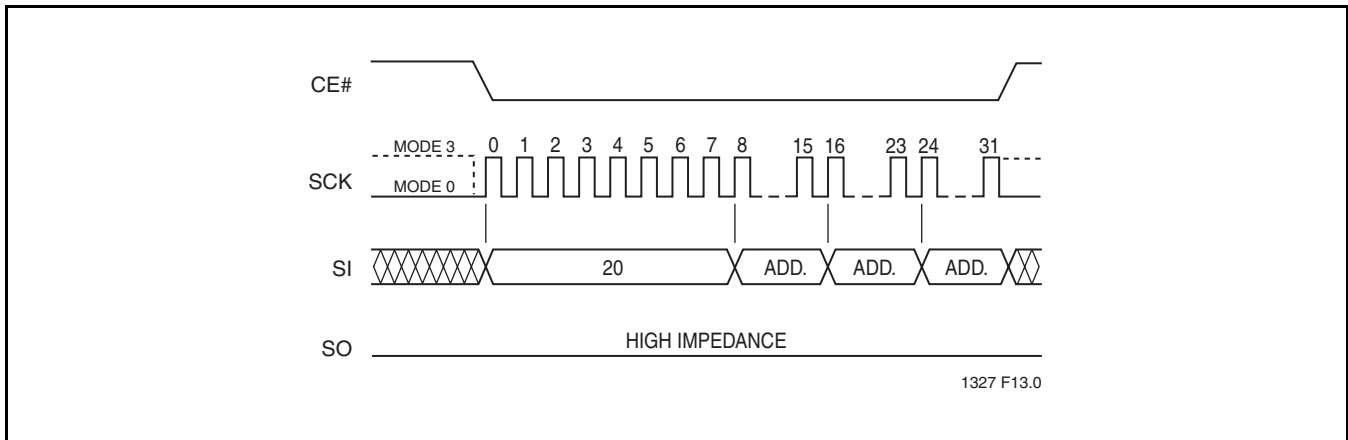 CE#
MODE 3 0 1 2 3 4 5 6 7 8 15 16 23 24 31
SCK
MODE 0
SI 20 ADD. ADD. ADD.
SO HIGH IMPEDANCE
1327 F13.0